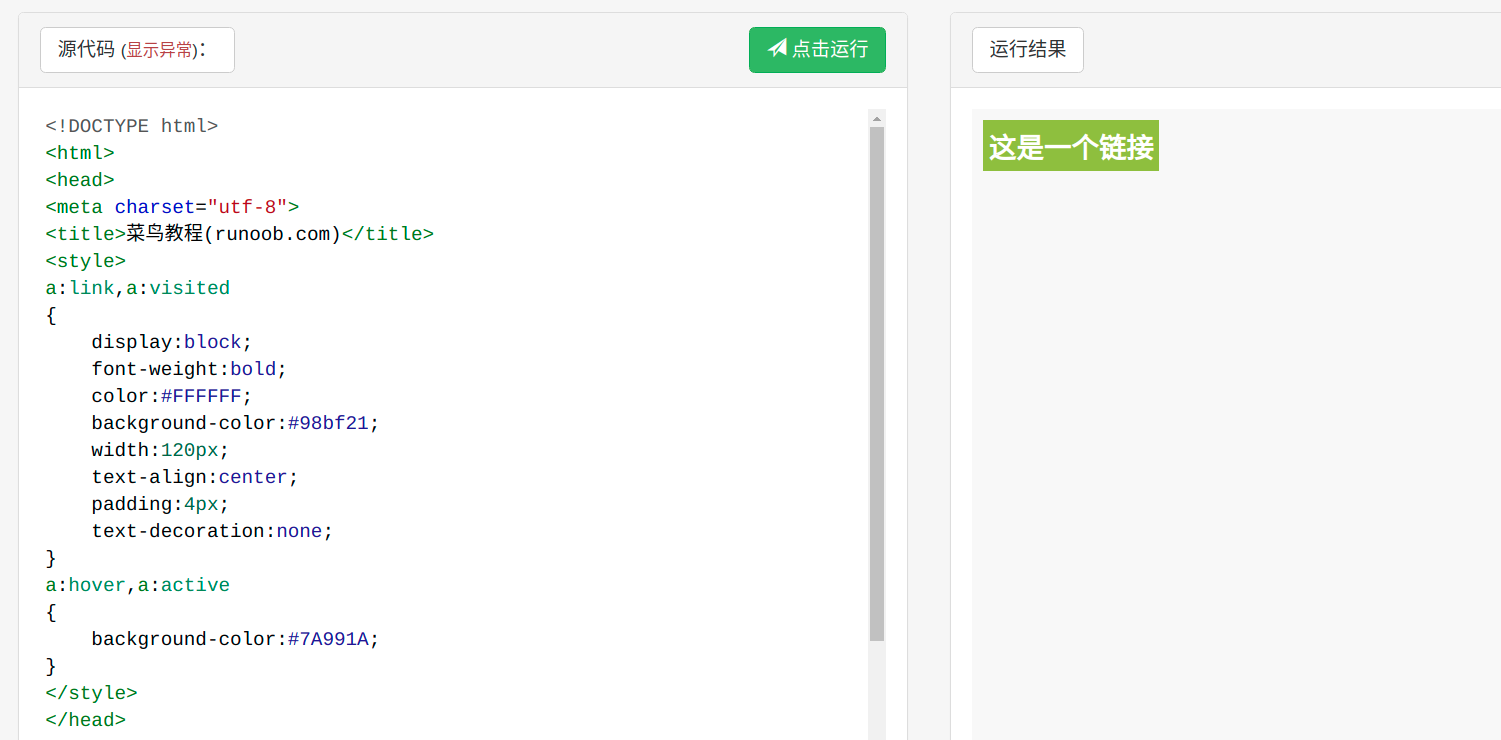 源代码 (显示异常)：
点击运行
<!DOCTYPE html>
<html>
<head>
<meta charset="utf-8">
<title>菜鸟教程(runoob.com)</title>
<style>
a:link,a:visited
{
    display:block;
    font-weight:bold;
    color:#FFFFFF;
    background-color:#98bf21;
    width:120px;
    text-align:center;
    padding:4px;
    text-decoration:none;
}
a:hover,a:active
{
    background-color:#7A991A;
}
</style>
</head>
运行结果
这是一个链接